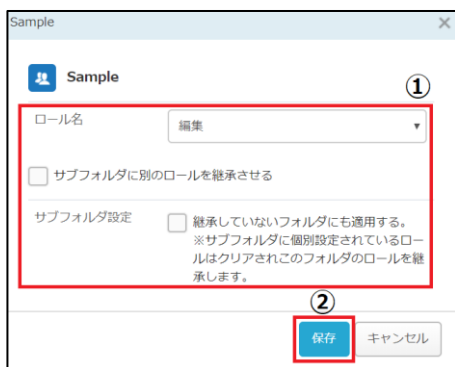 Sample
×
Sample
①
ロール名
編集
サブフォルダに別のロールを継承させる
サブフォルダ設定
継承していないフォルダにも適用する。
※サブフォルダに個別設定されているロー
ルはクリアされこのフォルダのロールを継
承します。
②
保存
キャンセル